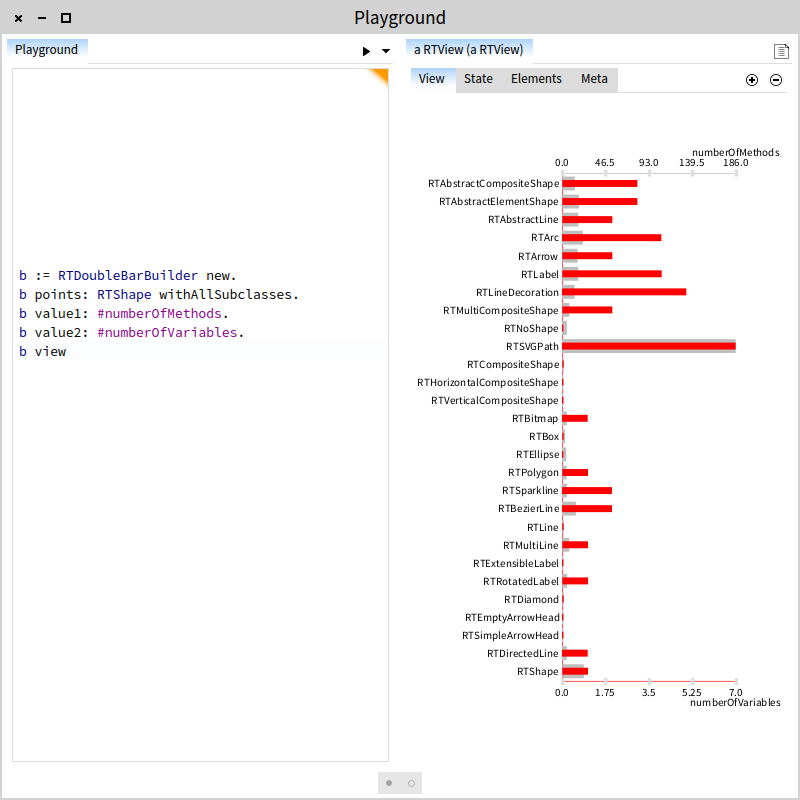 Playground
Playground
b := RTDoubleBarBuilder new.
b points: RTShape withAllSubclasses.
b value1: #numberOfMethods.
b value2: #numberOfVariables.
b view
a RTView (a RTView)
View State Elements Meta
numberOfMethods
0.0 46.5 93.0 139.5 186.0
RTAbstractCompositeShape
RTAbstractElementShape
RTAbstractLine
RTArc
RTArrow
RTLabel
RTLineDecoration
RTMultiCompositeShape
RTNoShape
RTSVGPath
RTCompositeShape
RTHorizontalCompositeShape
RTVerticalCompositeShape
RTBitmap
RTBox
RTEllipse
RTPolygon
RTSparkline
RTBezierLine
RTLine
RTMultiLine
RTExtensibleLabel
RTRotatedLabel
RTDiamond
RTEmptyArrowHead
RTSimpleArrowHead
RTDirectedLine
RTShape
0.0 1.75 3.5 5.25 7.0
numberOfVariables